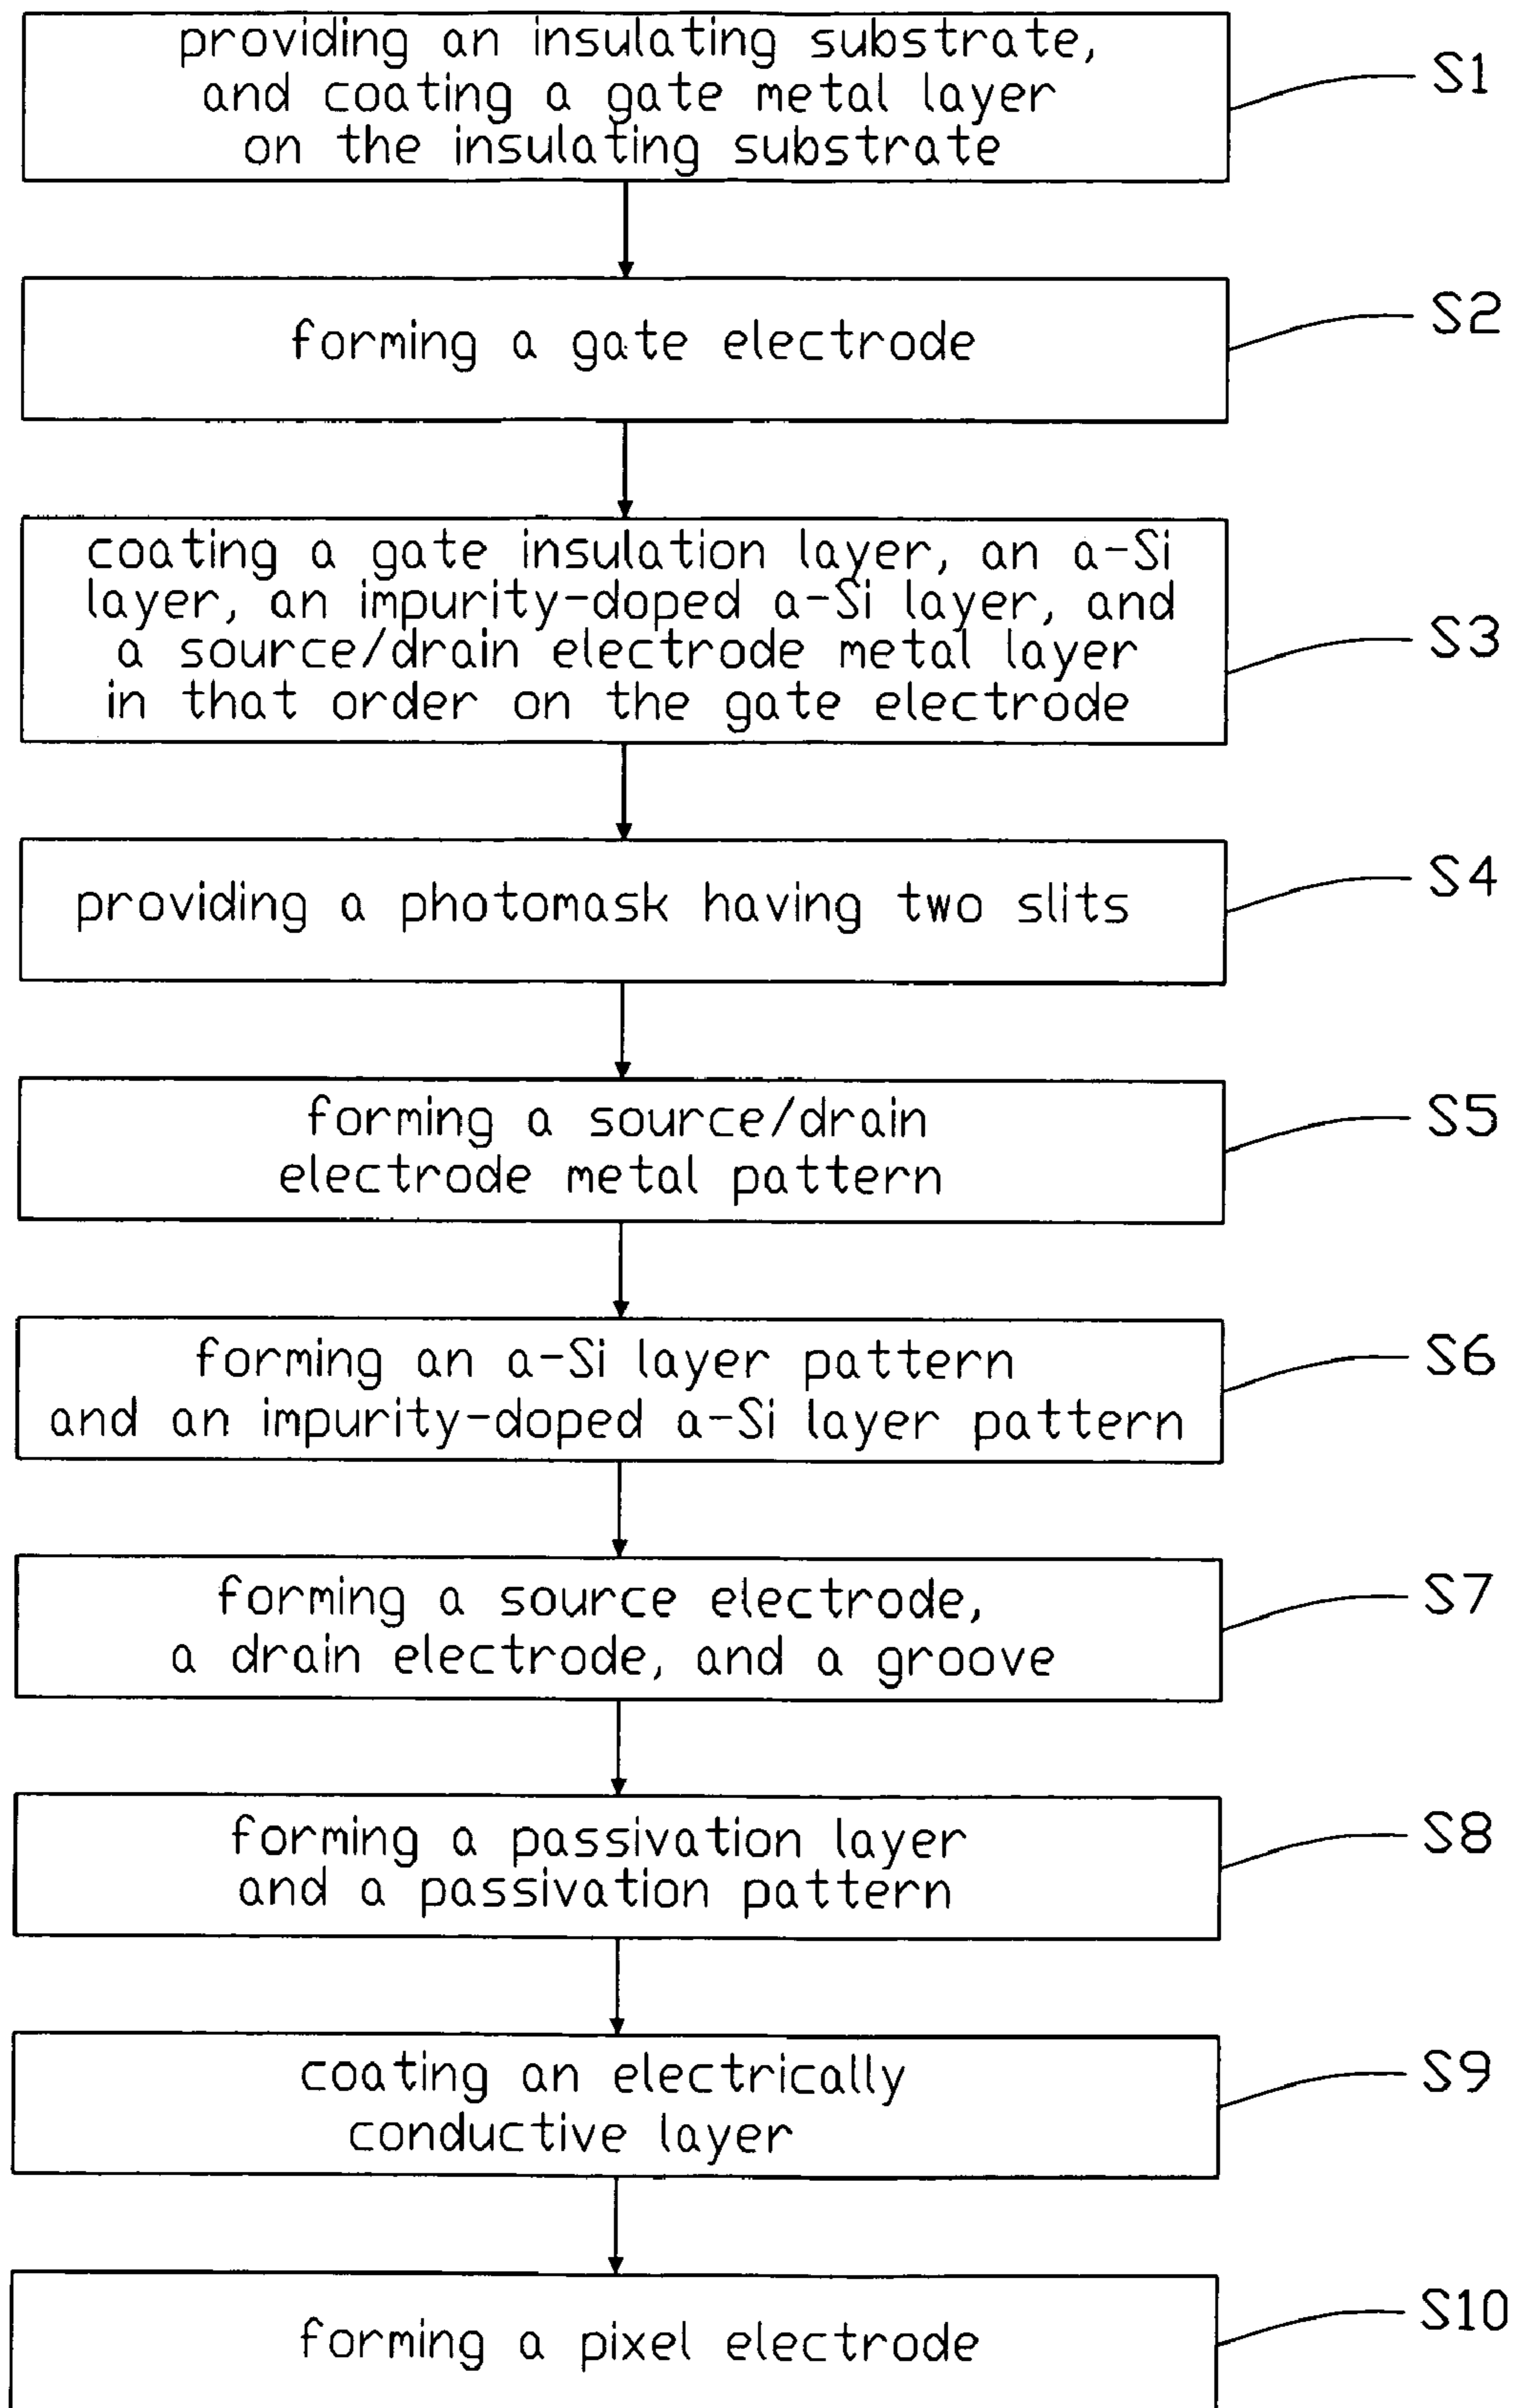 providing an insulating substrate,
and coating a gate metal layer
on the insulating substrate
S1
forming a gate electrode
S2
coating a gate insulation layer, an a-Si
layer, an impurity-doped a-Si layer, and
a source/drain electrode metal layer
in that order on the gate electrode
S3
providing a photomask having two slits
S4
forming a source/drain
electrode metal pattern
S5
forming an a-Si layer pattern
and an impurity-doped a-Si layer pattern
S6
forming a source electrode,
a drain electrode, and a groove
S7
forming a passivation layer
and a passivation pattern
S8
coating an electrically
conductive layer
S9
forming a pixel electrode
S10